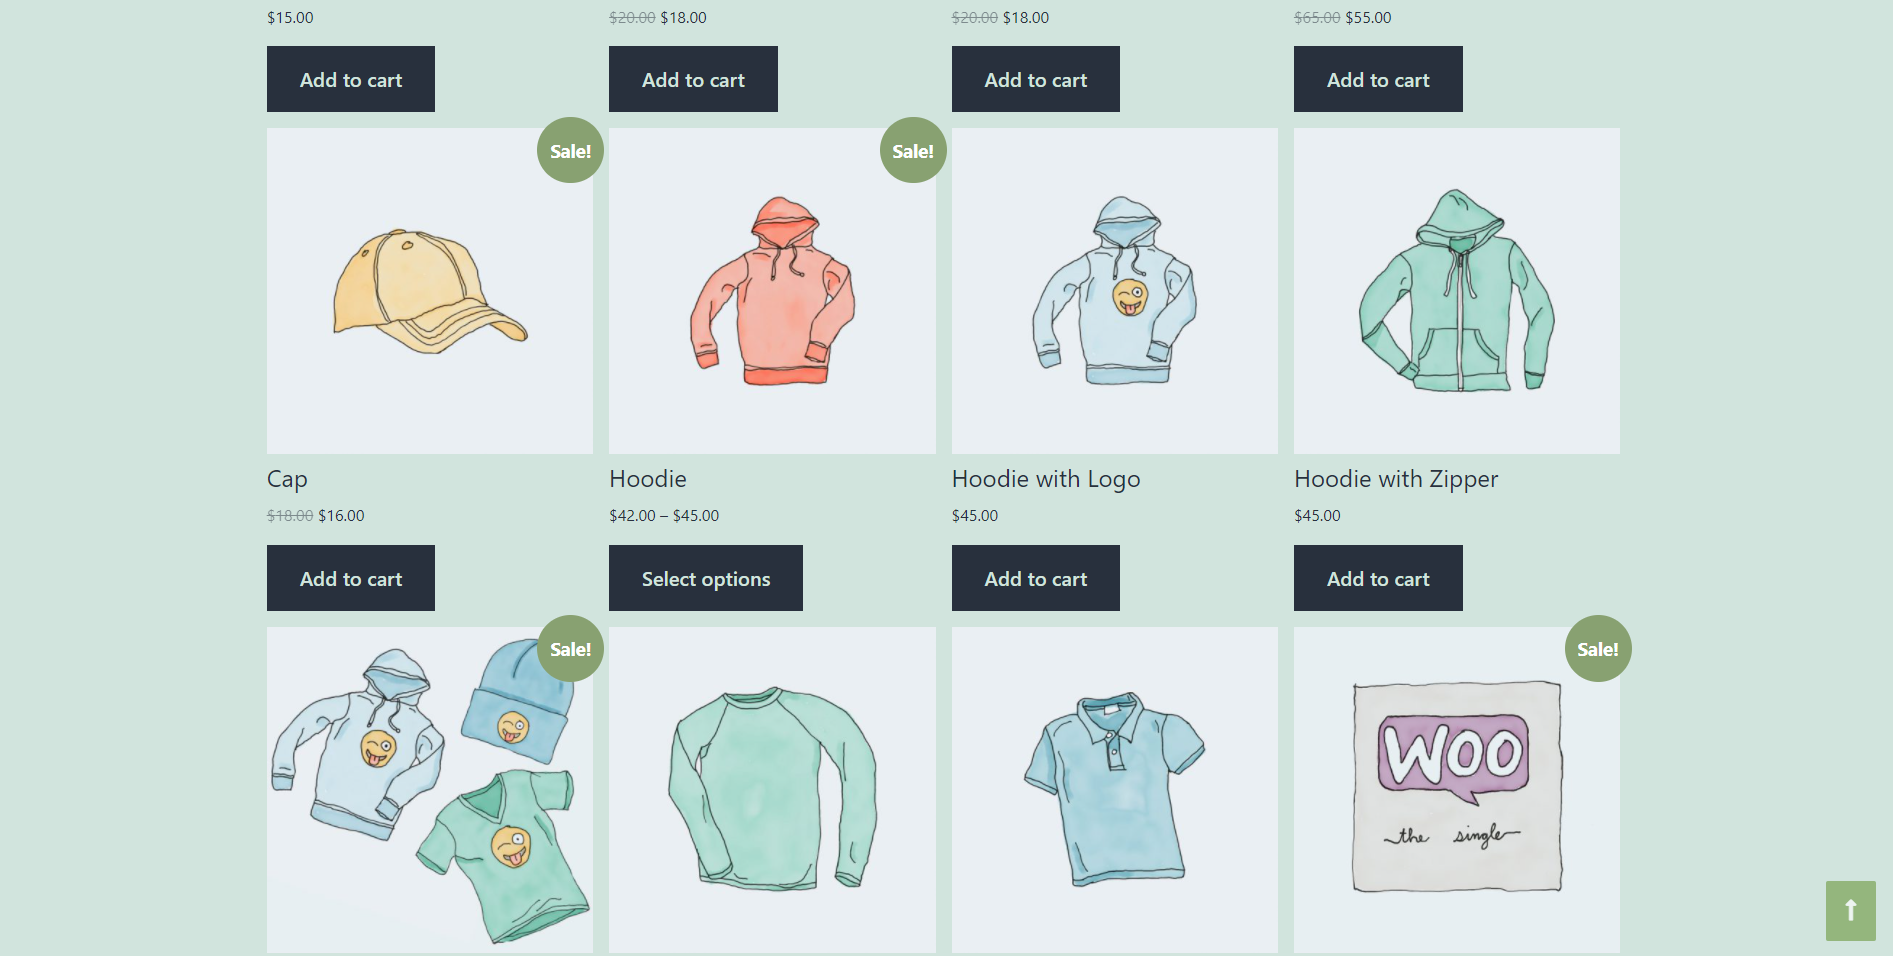 $15.00
$20.00 $18.00
$20.00 $18.00
$65.00 $55.00
Add to cart
Add to cart
Add to cart
Add to cart
Sale!
Sale!
Cap
Hoodie
Hoodie with Logo
Hoodie with Zipper
$18.00 $16.00
$42.00 – $45.00
$45.00
$45.00
Add to cart
Select options
Add to cart
Add to cart
Sale!
Sale!
WOO
the single